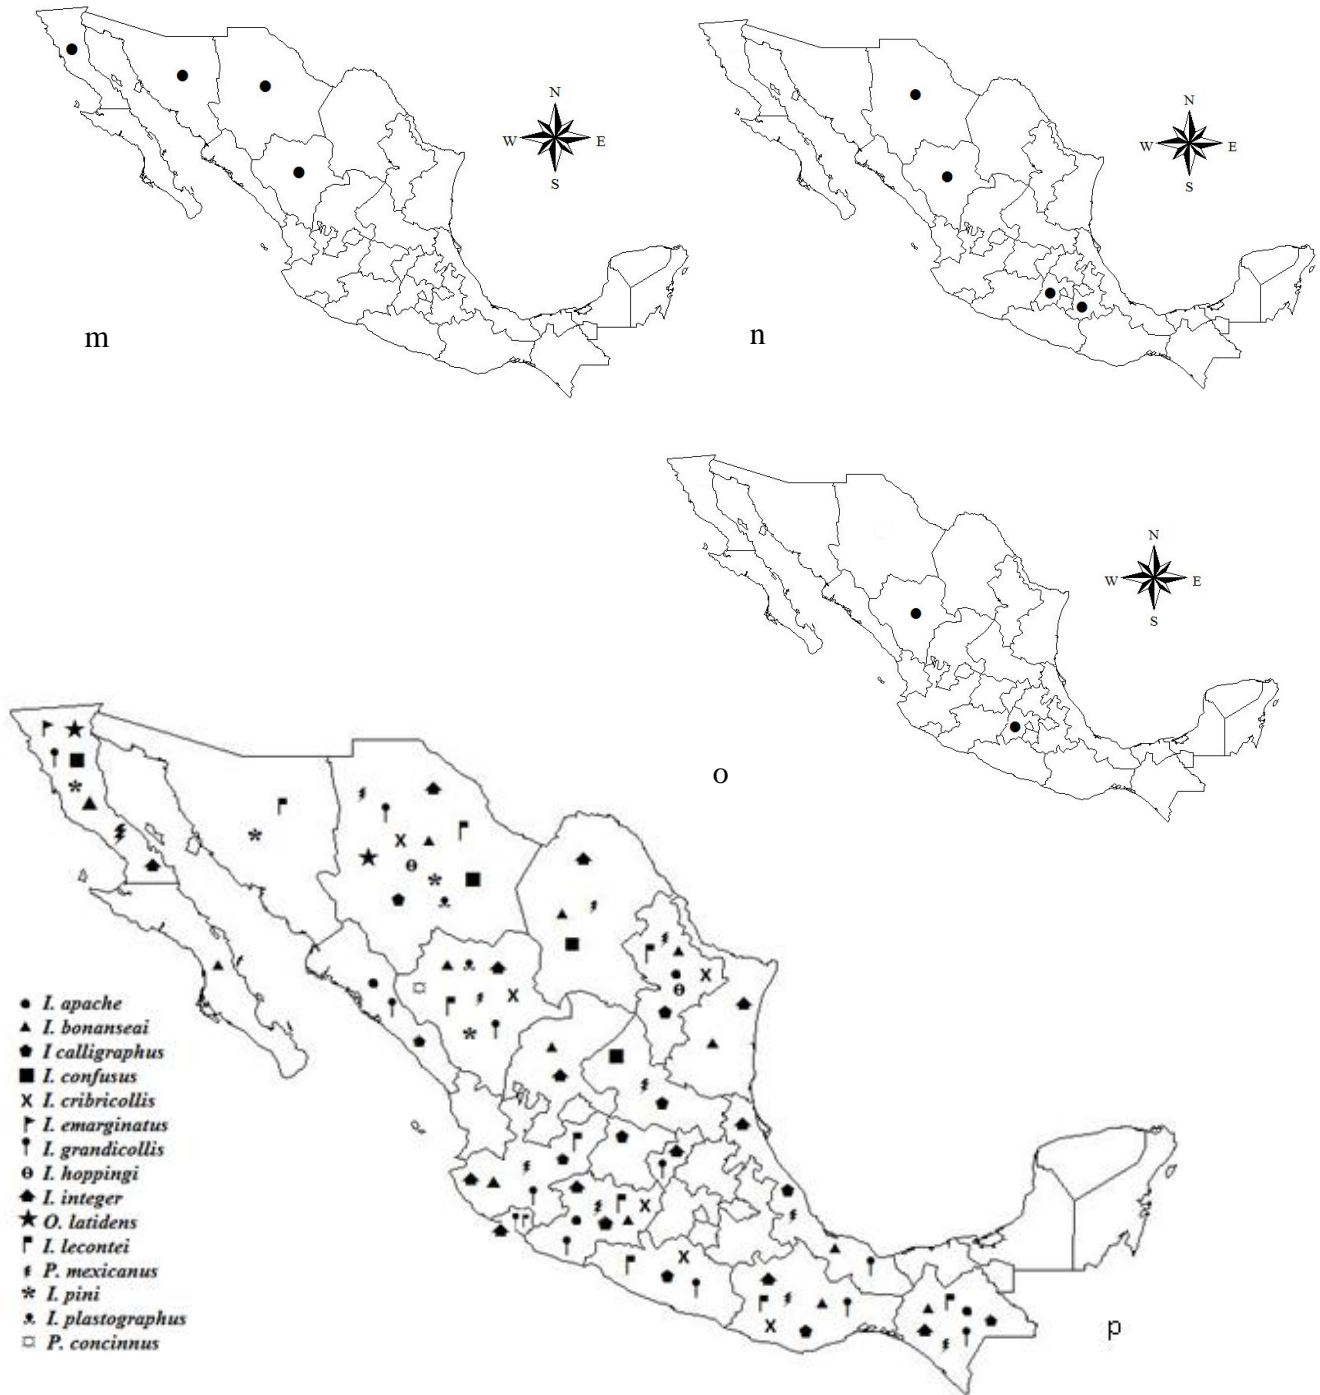 N
W E
S
m
N
W E
S
n
N
W E
S
o
I. apache
I. bonanseai
I calligraphus
I. confusus
I. cribricollis
I. emarginatus
I. grandicollis
I. hoppingi
I. integer
O. latidens
I. lecontei
P. mexicanus
I. pini
I. plastographus
P. concinnus
p